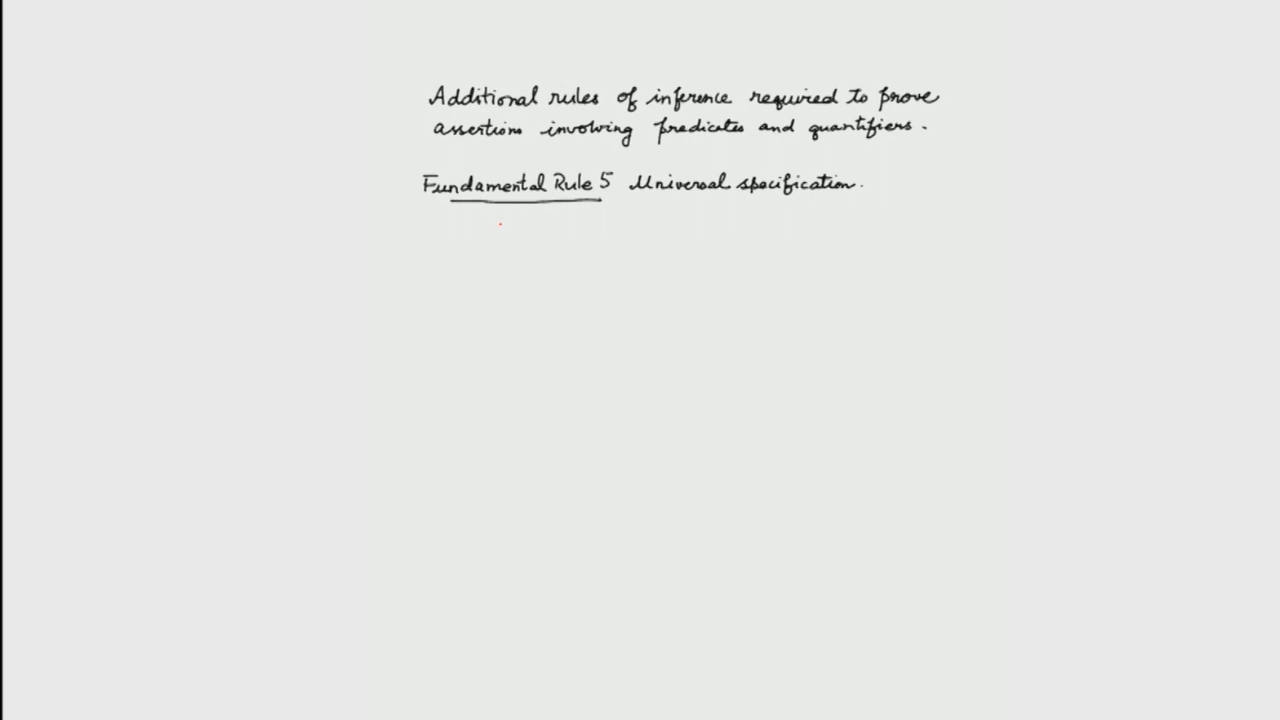 Additional rules of inference required to prove
assertions involving predicates and quantifiers.
Fundamental Rule 5 Universal specification.